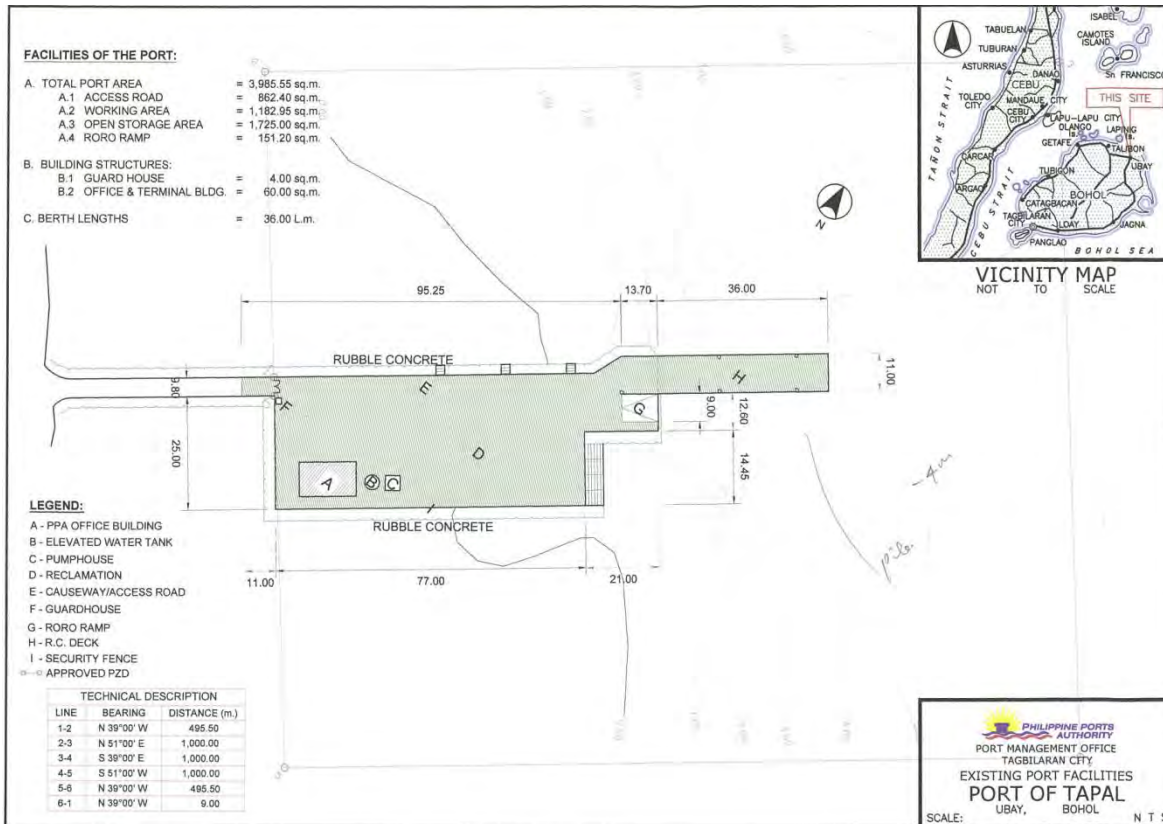 FACILITIES OF THE PORT:
A. TOTAL PORT AREA = 3,985.55 sq.m.
A.1 ACCESS ROAD = 862.40 sq.m.
A.2 WORKING AREA = 1,182.95 sq.m.
A.3 OPEN STORAGE AREA = 1,725.00 sq.m.
A.4 RORO RAMP = 151.20 sq.m.
B. BUILDING STRUCTURES:
B.1 GUARD HOUSE = 4.00 sq.m.
B.2 OFFICE & TERMINAL BLDG. = 60.00 sq.m.
C. BERTH LENGTHS = 36.00 L.m.
N
95.25 13.70 36.00
RUBBLE CONCRETE
9.80
25.00
A
B
C
D
E
F
G
H
I
9.00
12.60
14.45
11.00
RUBBLE CONCRETE
11.00 77.00 21.00
-4m
LEGEND:
A - PPA OFFICE BUILDING
B - ELEVATED WATER TANK
C - PUMPHOUSE
D - RECLAMATION
E - CAUSEWAY/ACCESS ROAD
F - GUARDHOUSE
G - RORO RAMP
H - R.C. DECK
I - SECURITY FENCE
APPROVED PZD
TECHNICAL DESCRIPTION
LINE BEARING DISTANCE (m.)
1-2 N 39°00' W 495.50
2-3 N 51°00' E 1,000.00
3-4 S 39°00' E 1,000.00
4-5 S 51°00' W 1,000.00
5-6 N 39°00' W 495.50
6-1 N 39°00' W 9.00
ISABEL
TABUELAN
CAMOTES
ISLAND
TUBURAN
ASTURRIAS
Sn FRANCISCO
DANAO
CEBU
TOLEDO
CITY
MANDAUE CITY
CEBU
CITY
THIS SITE
LAPU-LAPU CITY
OLANGO
Is.
LAPINIG
Is.
GETAFE
TALIBON
UBAY
TAÑON STRAIT
CARCAR
TUBIGON
BOHOL
ARGAO
CATAGBACAN
TAGBILARAN
CITY
LDAY
JAGNA
PANGLAO
CEBU STRAIT
BOHOL SEA
VICINITY MAP
NOT TO SCALE
PHILIPPINE PORTS
AUTHORITY
PORT MANAGEMENT OFFICE
TAGBILARAN CITY
EXISTING PORT FACILITIES
PORT OF TAPAL
UBAY, BOHOL
SCALE: N T S